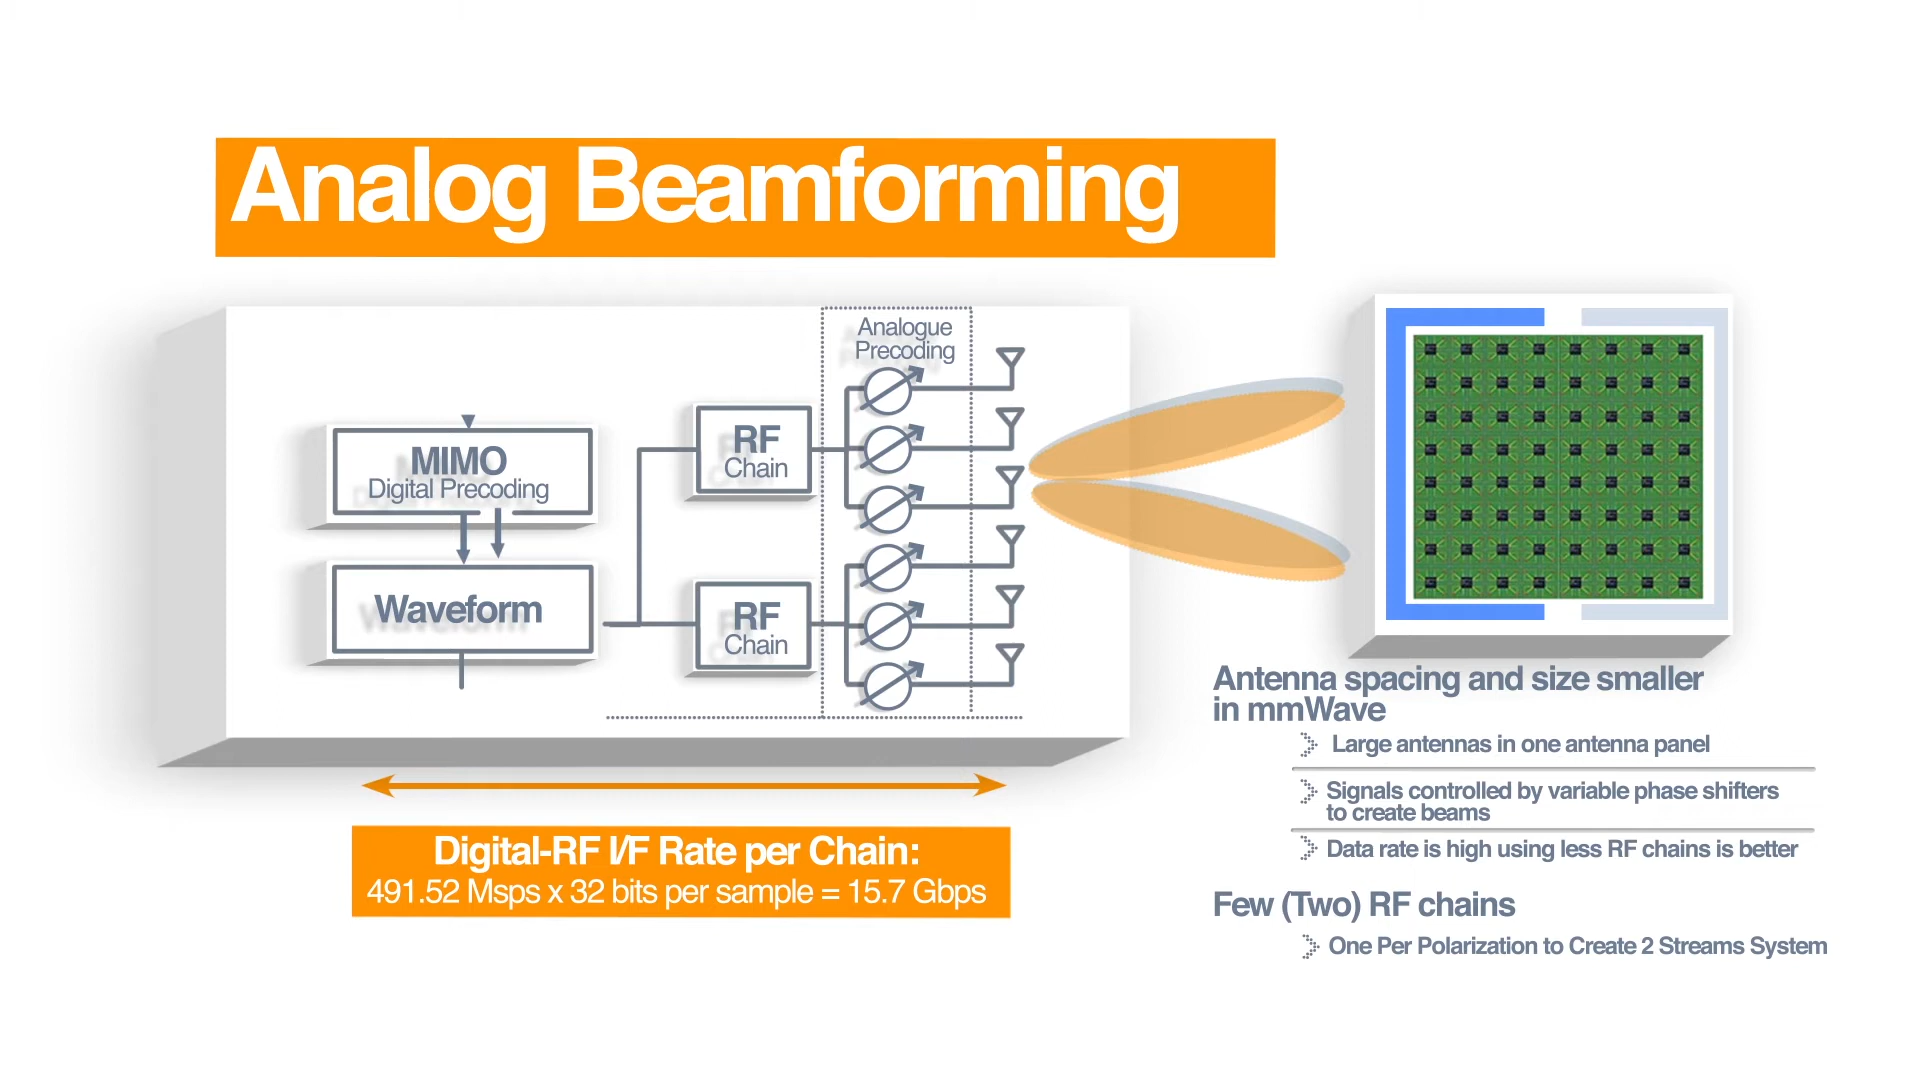 Analog Beamforming
Analogue
Precoding
MIMO
Digital Precoding
RF
Chain
Waveform
RF
Chain
Digital-RF I/F Rate per Chain:
491.52 Msps x 32 bits per sample = 15.7 Gbps
Antenna spacing and size smaller
in mmWave
Large antennas in one antenna panel
Signals controlled by variable phase shifters
to create beams
Data rate is high using less RF chains is better
Few (Two) RF chains
One Per Polarization to Create 2 Streams System